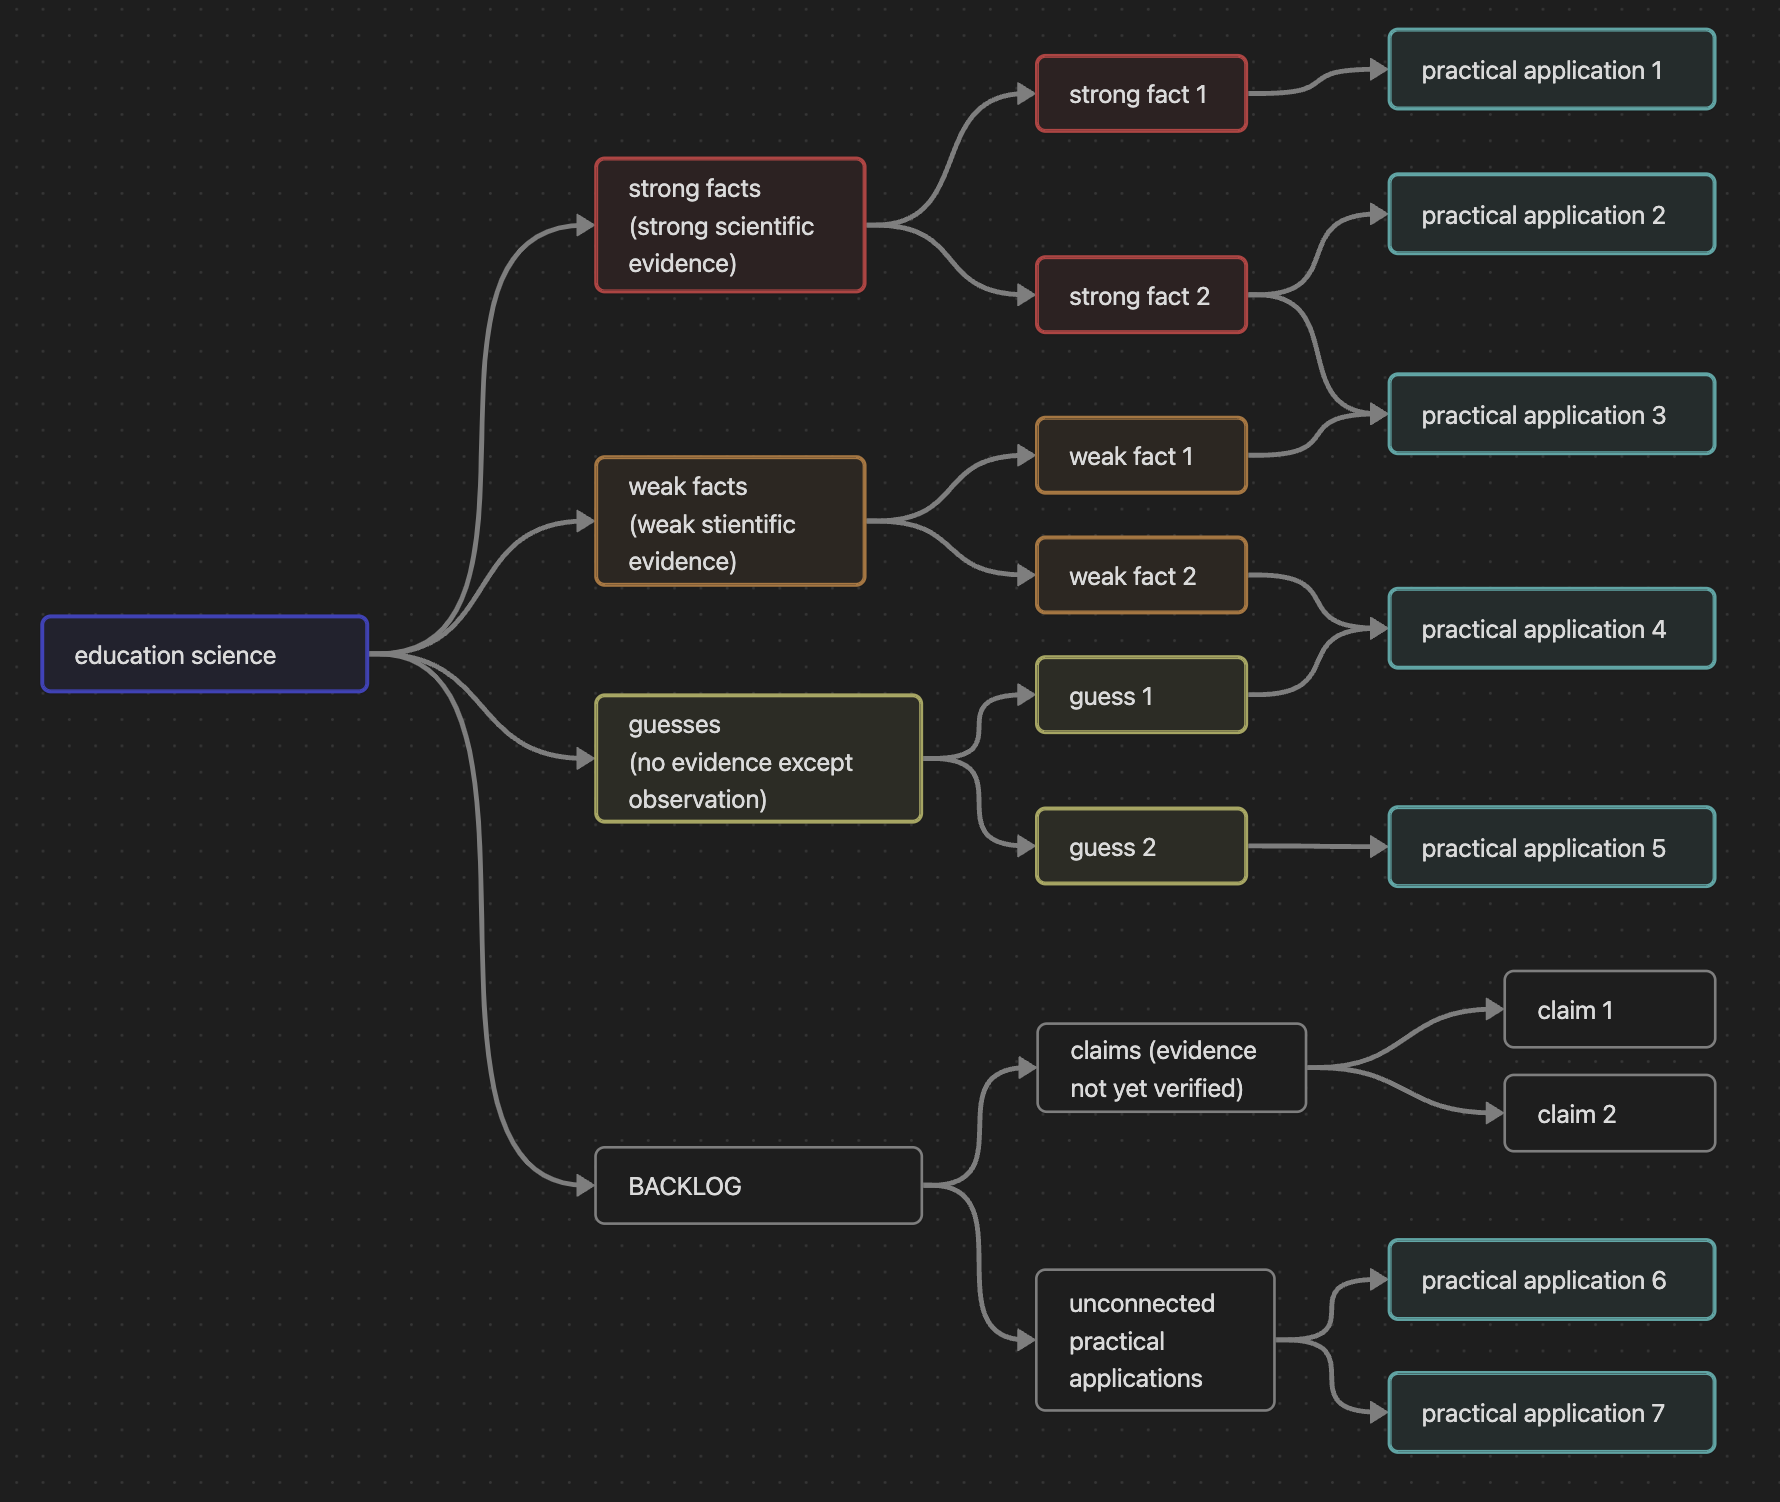 education science
strong facts
(strong scientific
evidence)
strong fact 1
strong fact 2
practical application 1
practical application 2
practical application 3
weak facts
(weak stientific
evidence)
weak fact 1
weak fact 2
practical application 4
guesses
(no evidence except
observation)
guess 1
guess 2
practical application 5
BACKLOG
claims (evidence
not yet verified)
claim 1
claim 2
unconnected
practical
applications
practical application 6
practical application 7